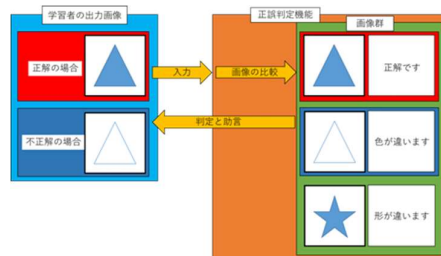 学習者の出力画像
正解の場合
不正解の場合
入力
画像の比較
判定と助言
正誤判定機能
画像群
正解です
色が違います
形が違います